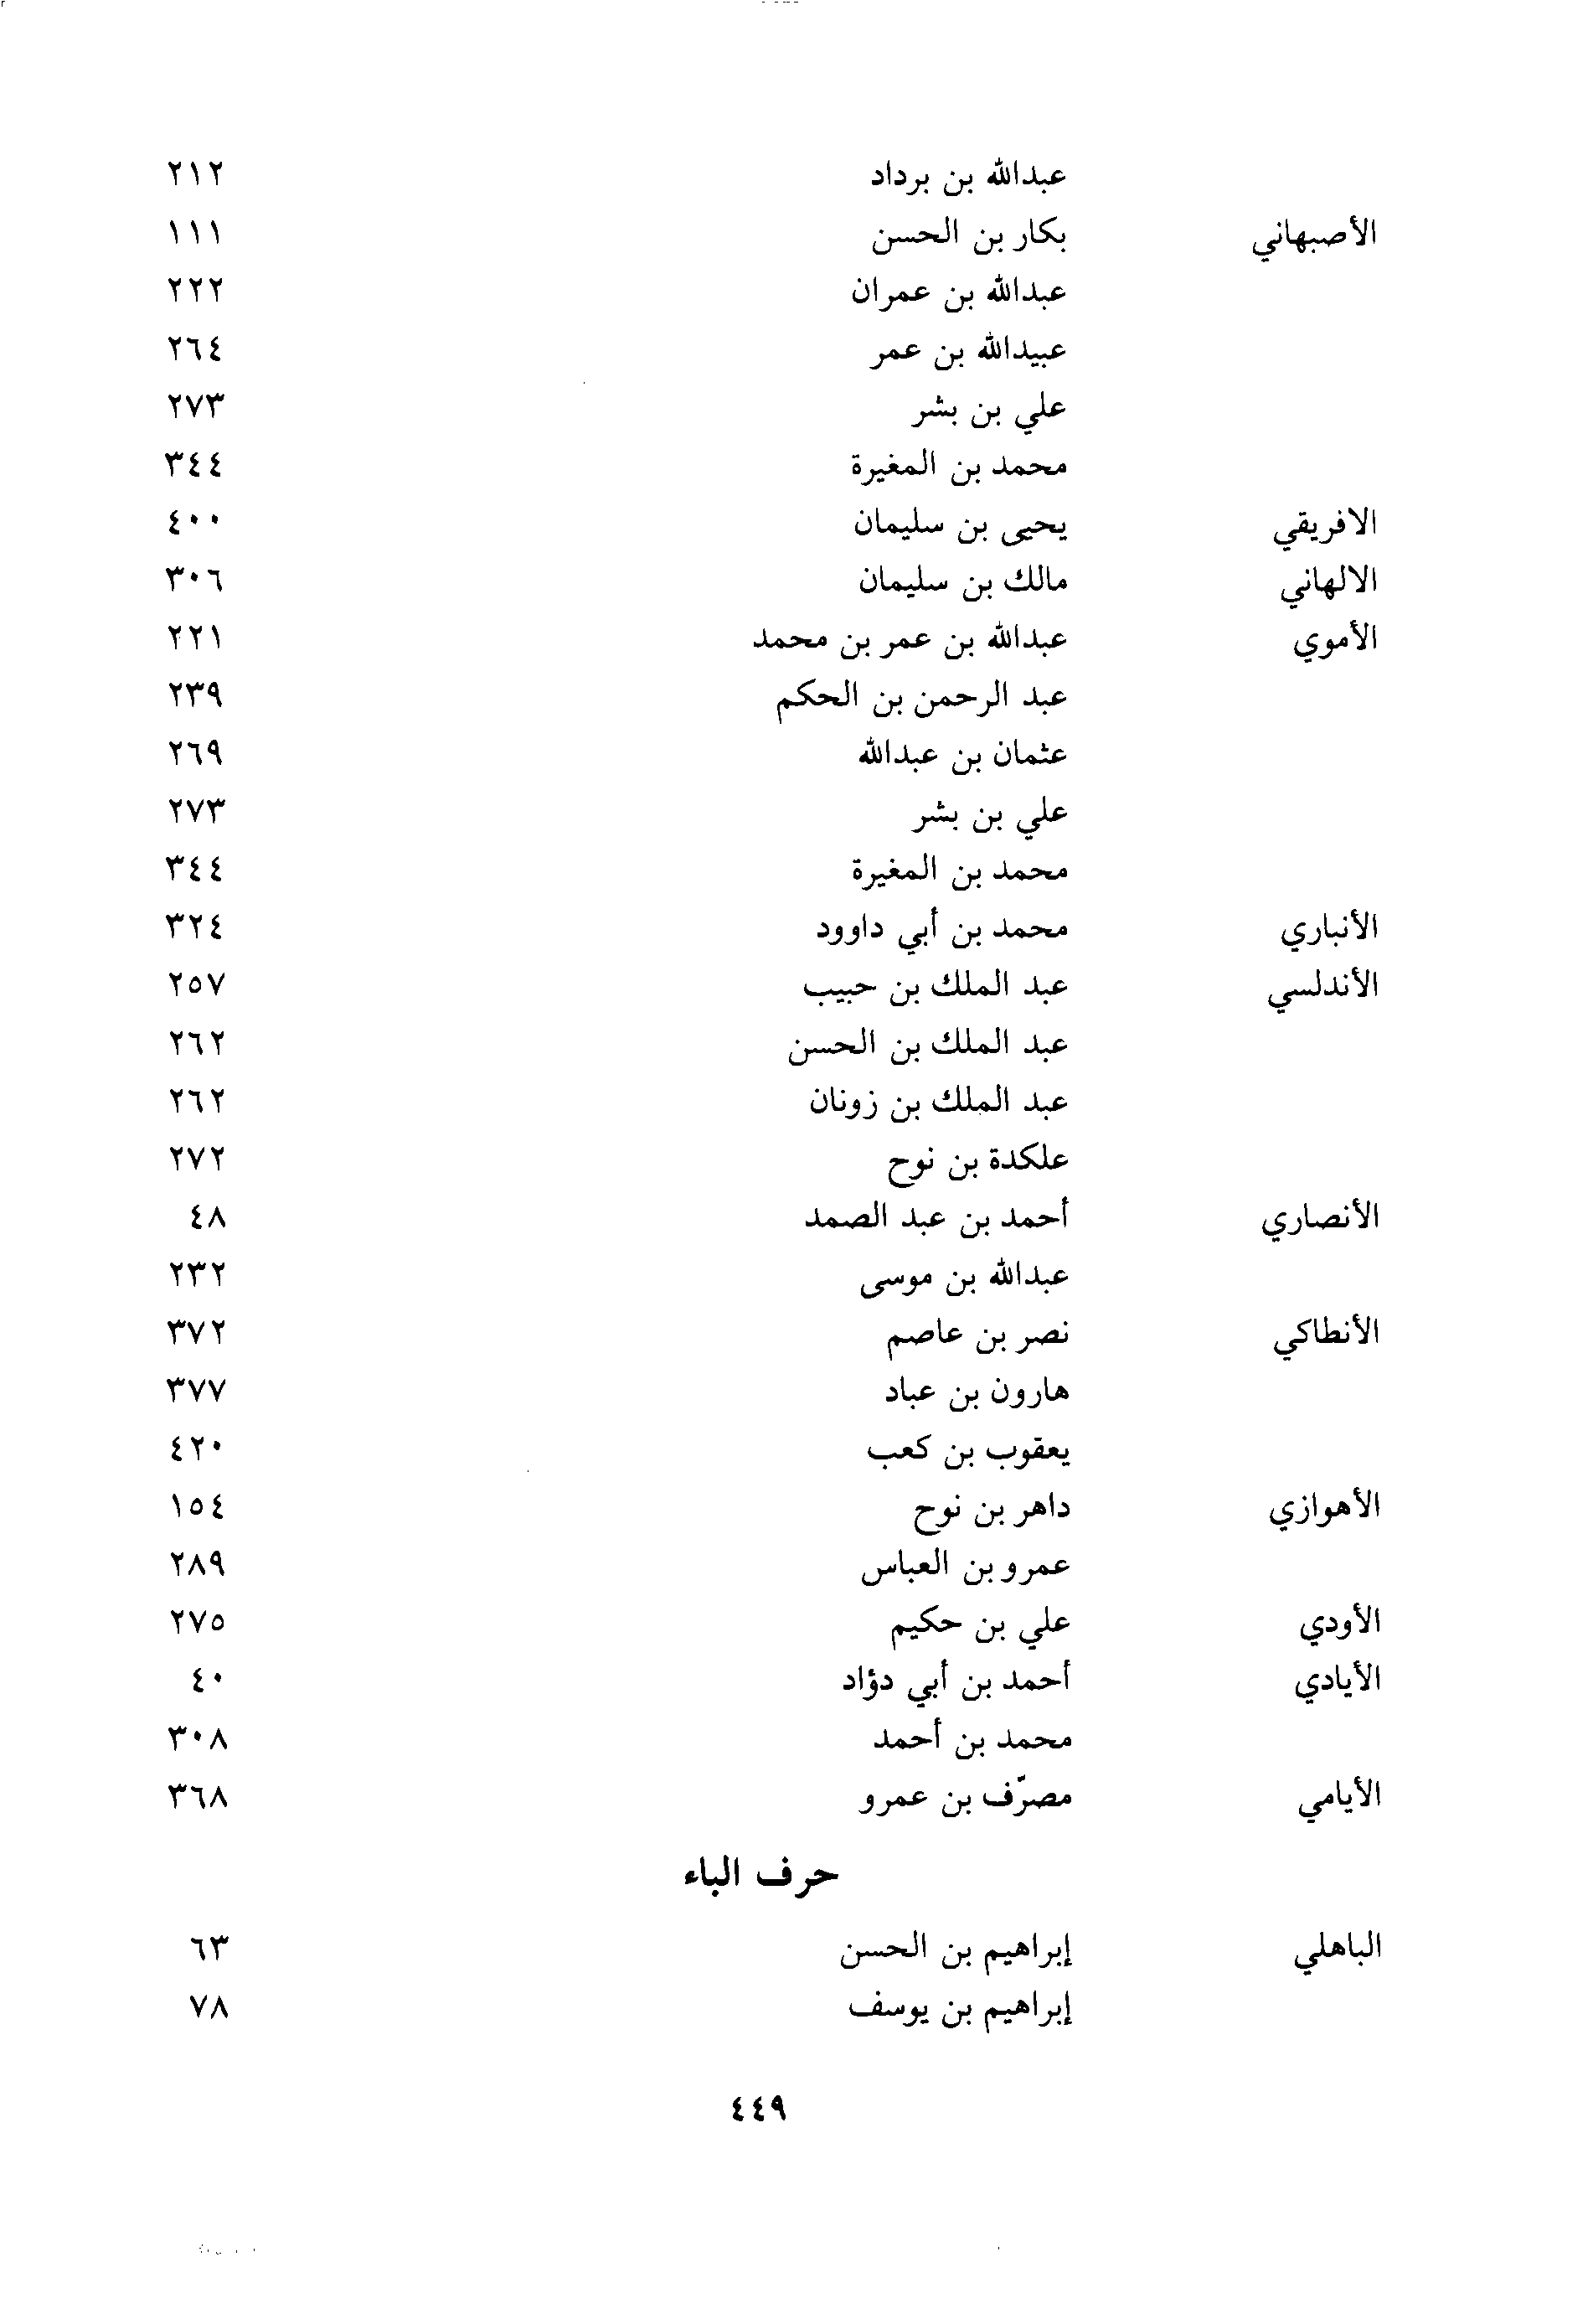 عبدالله بن برداد ٢١٢
الأصبهاني بكار بن الحسن ١١١
عبدالله بن عمران ٢٢٢
عبيدالله بن عمر ٢٦٤
علي بن بشر ٢٧٣
محمد بن المغيرة ٣٤٤
الافريقي يحيى بن سليمان ٤٠٠
الالهاني مالك بن سليمان ٣٠٦
الأموي عبدالله بن عمر بن محمد ٢٢١
عبد الرحمن بن الحكم ٢٣٩
عثمان بن عبدالله ٢٦٩
علي بن بشر ٢٧٣
محمد بن المغيرة ٣٤٤
الأنباري محمد بن أبي داوود ٣٢٤
الأندلسي عبد الملك بن حبيب ٢٥٧
عبد الملك بن الحسن ٢٦٢
عبد الملك بن زونان ٢٦٢
علكدة بن نوح ٢٧٢
الأنصاري أحمد بن عبد الصمد ٤٨
عبدالله بن موسى ٢٣٢
الأنطاكي نصر بن عاصم ٣٧٢
هارون بن عباد ٣٧٧
يعقوب بن كعب ٤٢٠
الأهوازي داهر بن نوح ١٥٤
عمرو بن العباس ٢٨٩
الأودي علي بن حكيم ٢٧٥
الأيادي أحمد بن أبي دؤاد ٤٠
محمد بن أحمد ٣٠٨
الأيامي مصرّف بن عمرو ٣٦٨
حرف الباء
الباهلي إبراهيم بن الحسن ٦٣
إبراهيم بن يوسف ٧٨
٤٤٩